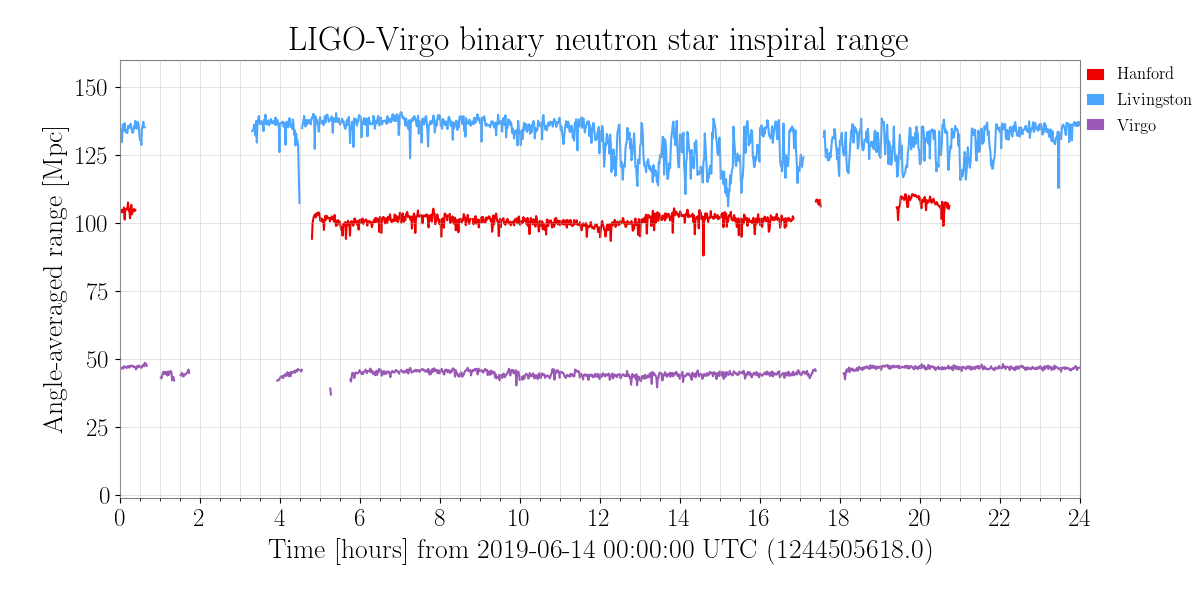 LIGO-Virgo binary neutron star inspiral range
Hanford
Livingston
Virgo
Angle-averaged range [Mpc]
150
125
100
75
50
25
0
0 2 4 6 8 10 12 14 16 18 20 22 24
Time [hours] from 2019-06-14 00:00:00 UTC (1244505618.0)